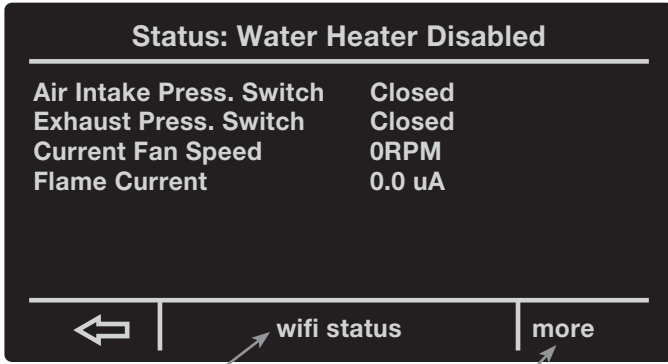 Status: Water Heater Disabled
Air Intake Press. Switch Closed
Exhaust Press. Switch Closed
Current Fan Speed 0RPM
Flame Current 0.0 uA
wifi status more